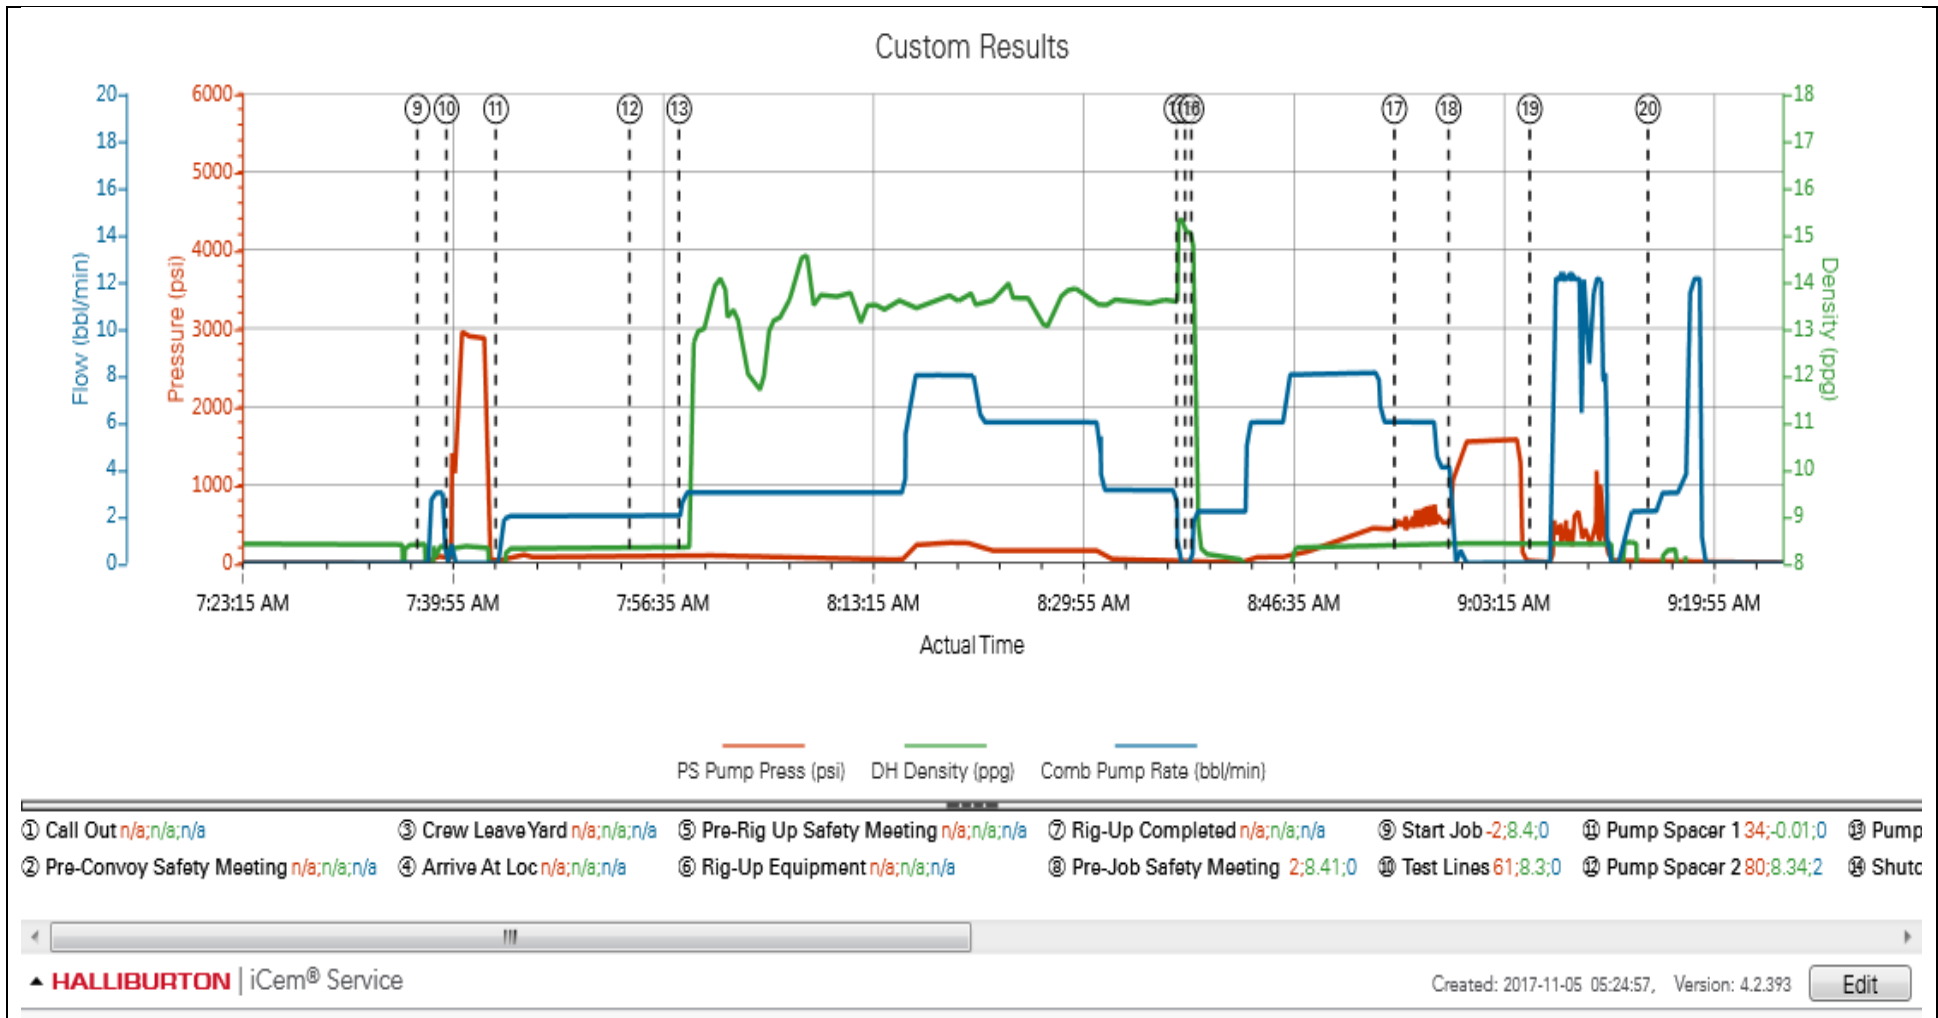 Custom Results
Flow (bbl/min)
20
18
16
14
12
10
8
6
4
2
0
Pressure (psi)
6000
5000
4000
3000
2000
1000
0
⑨ ⑩ ⑪ ⑫ ⑬ ⑯ ⑰ ⑱ ⑲ ⑳
18
17
16
15
14
13
12
11
10
9
8
Density (ppg)
7:23:15 AM 7:39:55 AM 7:56:35 AM 8:13:15 AM 8:29:55 AM 8:46:35 AM 9:03:15 AM 9:19:55 AM
Actual Time
PS Pump Press (psi) DH Density (ppg) Comb Pump Rate (bbl/min)
① Call Out n/a;n/a;n/a ③ Crew Leave Yard n/a;n/a;n/a ⑤ Pre-Rig Up Safety Meeting n/a;n/a;n/a ⑦ Rig-Up Completed n/a;n/a;n/a ⑨ Start Job -2;8.4;0 ⑪ Pump Spacer 1 34;-0.01;0 ⑬ Pump
② Pre-Convoy Safety Meeting n/a;n/a;n/a ④ Arrive At Loc n/a;n/a;n/a ⑥ Rig-Up Equipment n/a;n/a;n/a ⑧ Pre-Job Safety Meeting 2;8.41;0 ⑩ Test Lines 61;8.3;0 ⑫ Pump Spacer 2 80;8.34;2 ⑭ Shutd
HALLIBURTON | iCem® Service
Created: 2017-11-05 05:24:57, Version: 4.2.393
Edit